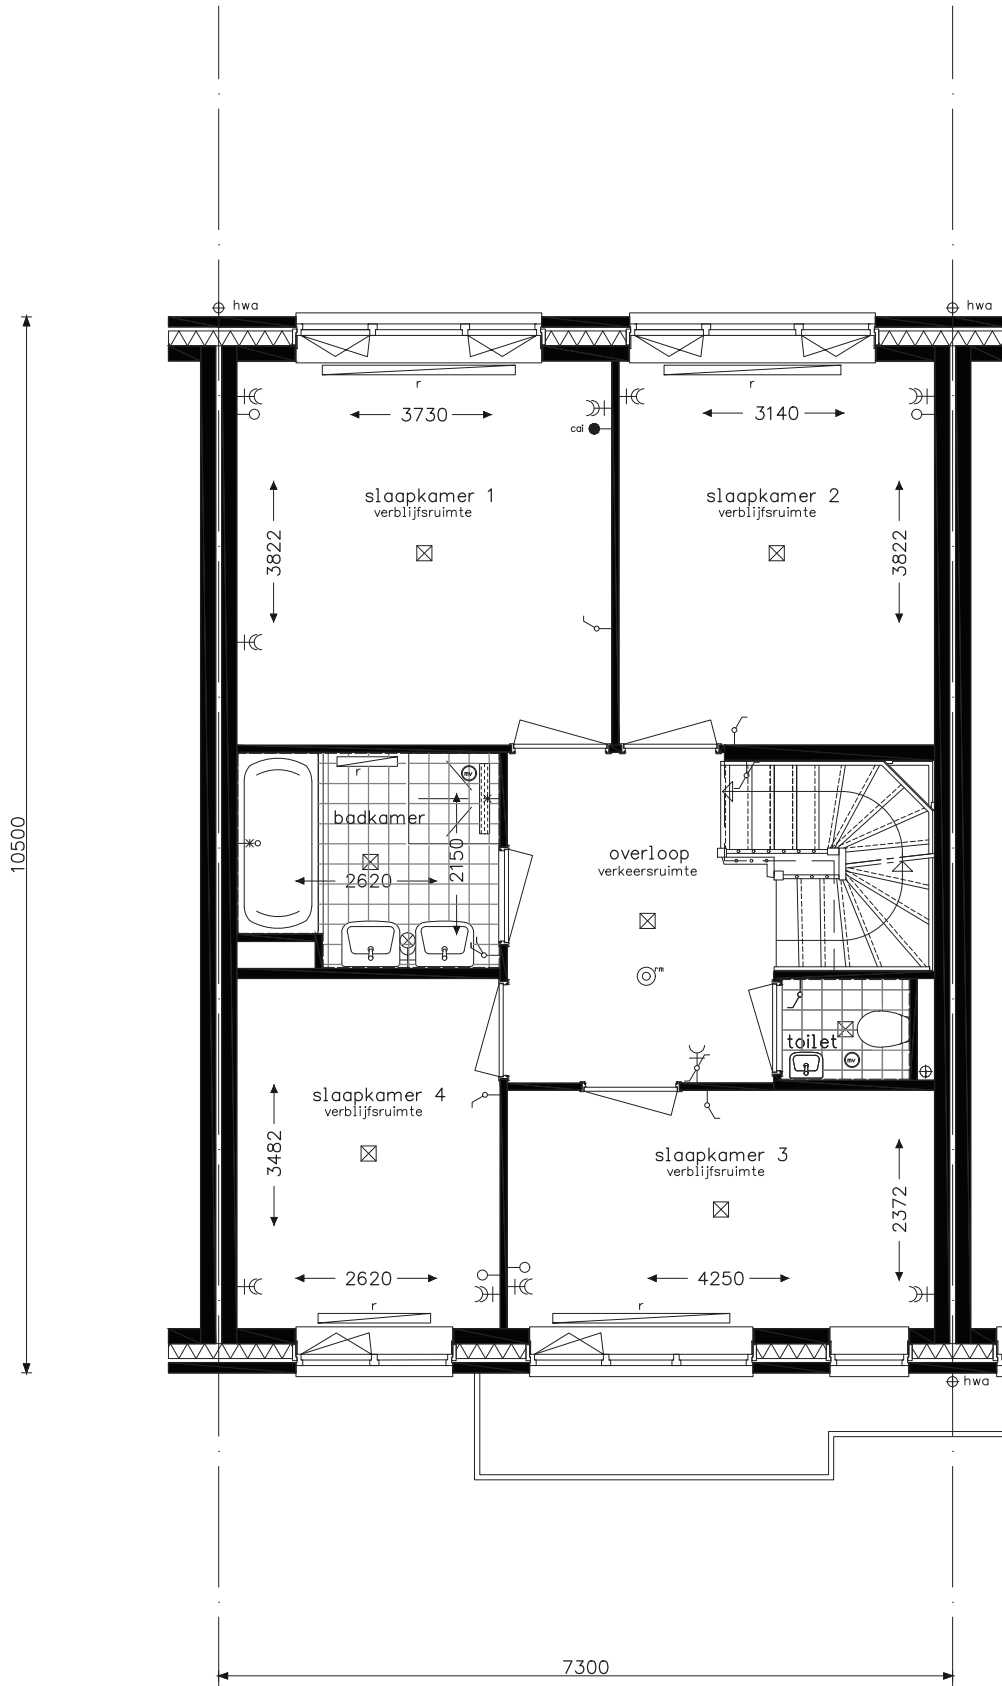 hwa
hwa
r
r
3730
3140
cai
slaapkamer 1
verblijfsruimte
slaapkamer 2
verblijfsruimte
3822
3822
r
mv
badkamer
2150
2620
overloop
verkeersruimte
10500
rm
toilet
mv
slaapkamer 4
verblijfsruimte
3482
slaapkamer 3
verblijfsruimte
2372
2620
4250
r
r
hwa
7300